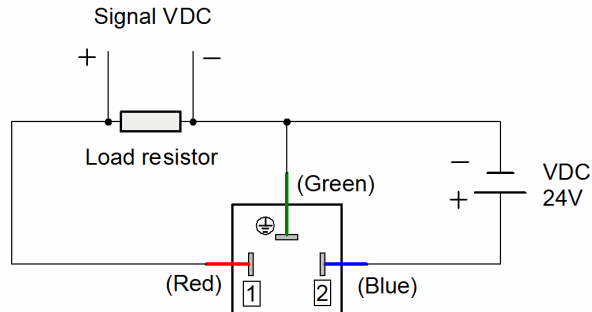 Signal VDC
+ −
Load resistor
(Green)
− VDC
+ 24V
(Red) 1 2 (Blue)